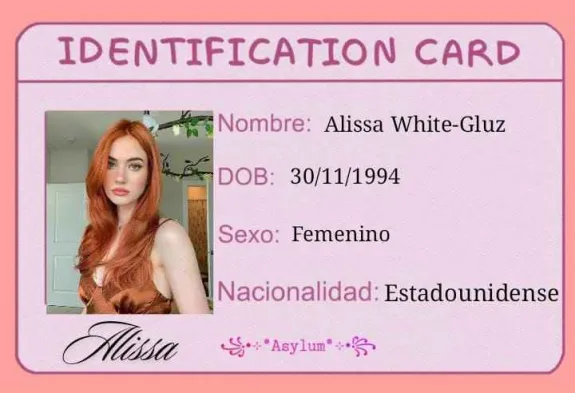 IDENTIFICATION CARD
Nombre: Alissa White-Gluz
DOB: 30/11/1994
Sexo: Femenino
Nacionalidad: Estadounidense
Alissa
꧁•⊹٭Asylum٭⊹•꧂